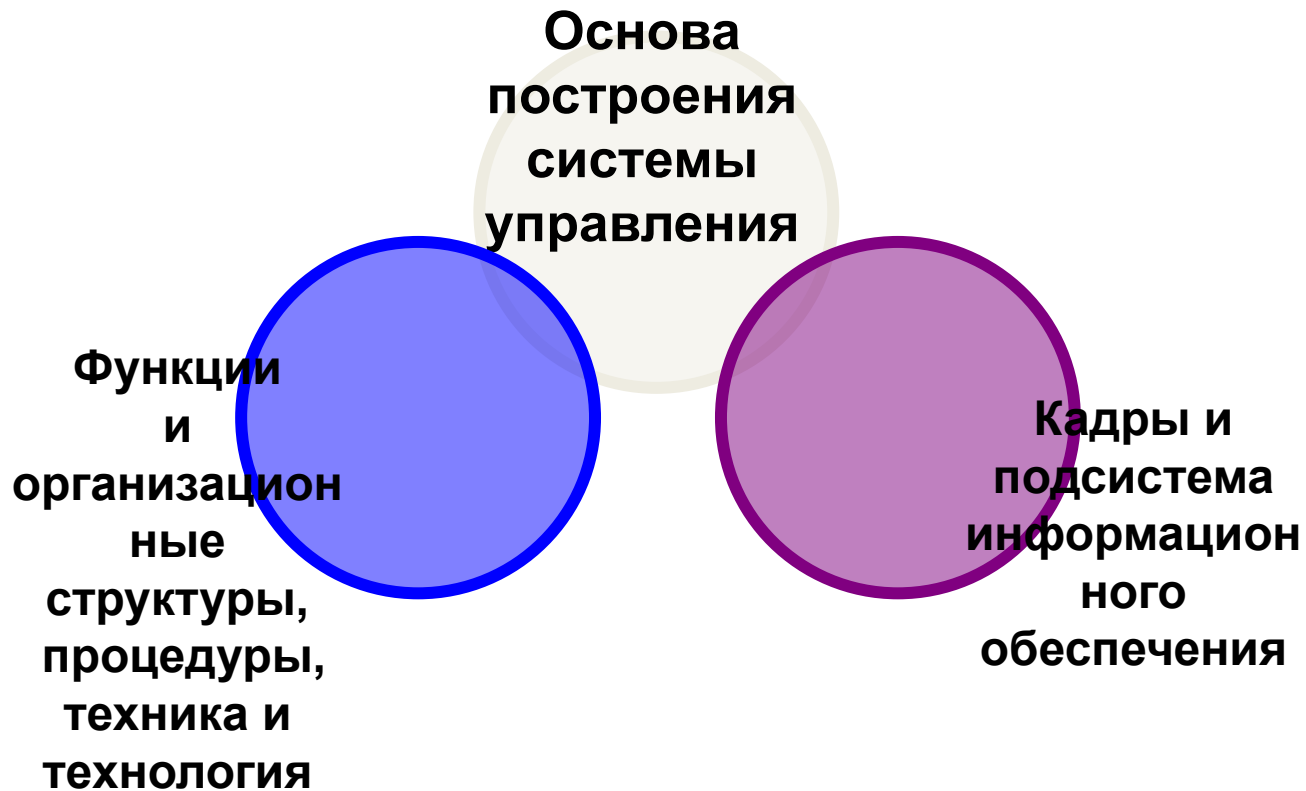 Основа
построения
системы
управления
Функции
и
организацион
ные
структуры,
процедуры,
техника и
технология
Кадры и
подсистема
информацион
ного
обеспечения